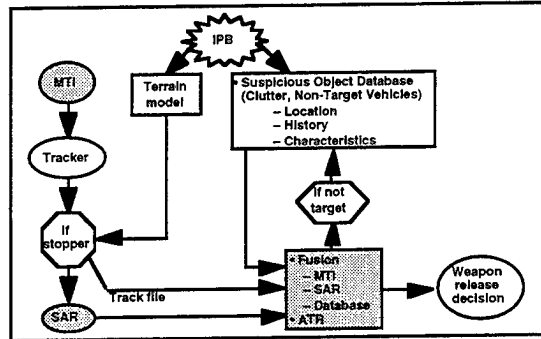 IPB
MTI
Terrain
model
• Suspicious Object Database
(Clutter, Non-Target Vehicles)
– Location
– History
– Characteristics
Tracker
If not
target
If
stopper
• Fusion
– MTI
– SAR
– Database
• ATR
Weapon
release
decision
Track file
SAR